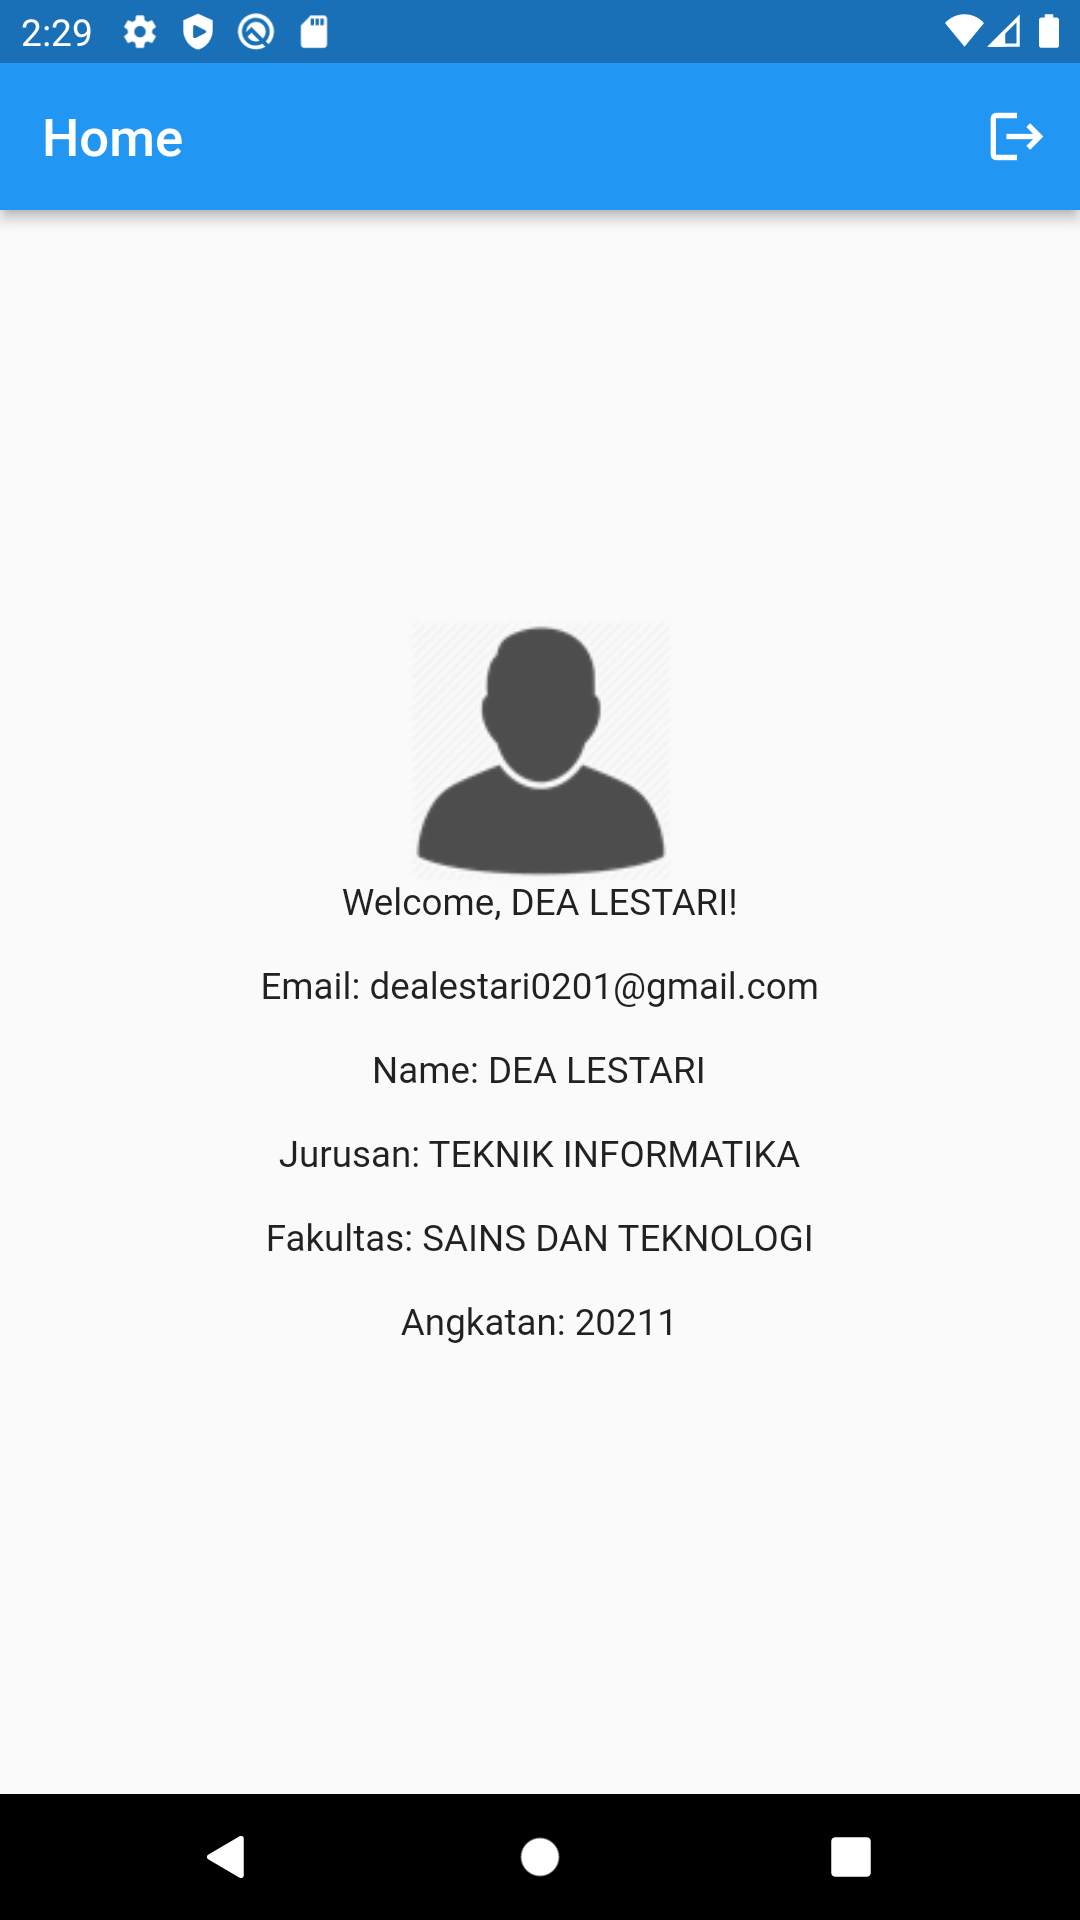 2:29
Home
Welcome, DEA LESTARI!
Email: dealestari0201@gmail.com
Name: DEA LESTARI
Jurusan: TEKNIK INFORMATIKA
Fakultas: SAINS DAN TEKNOLOGI
Angkatan: 20211